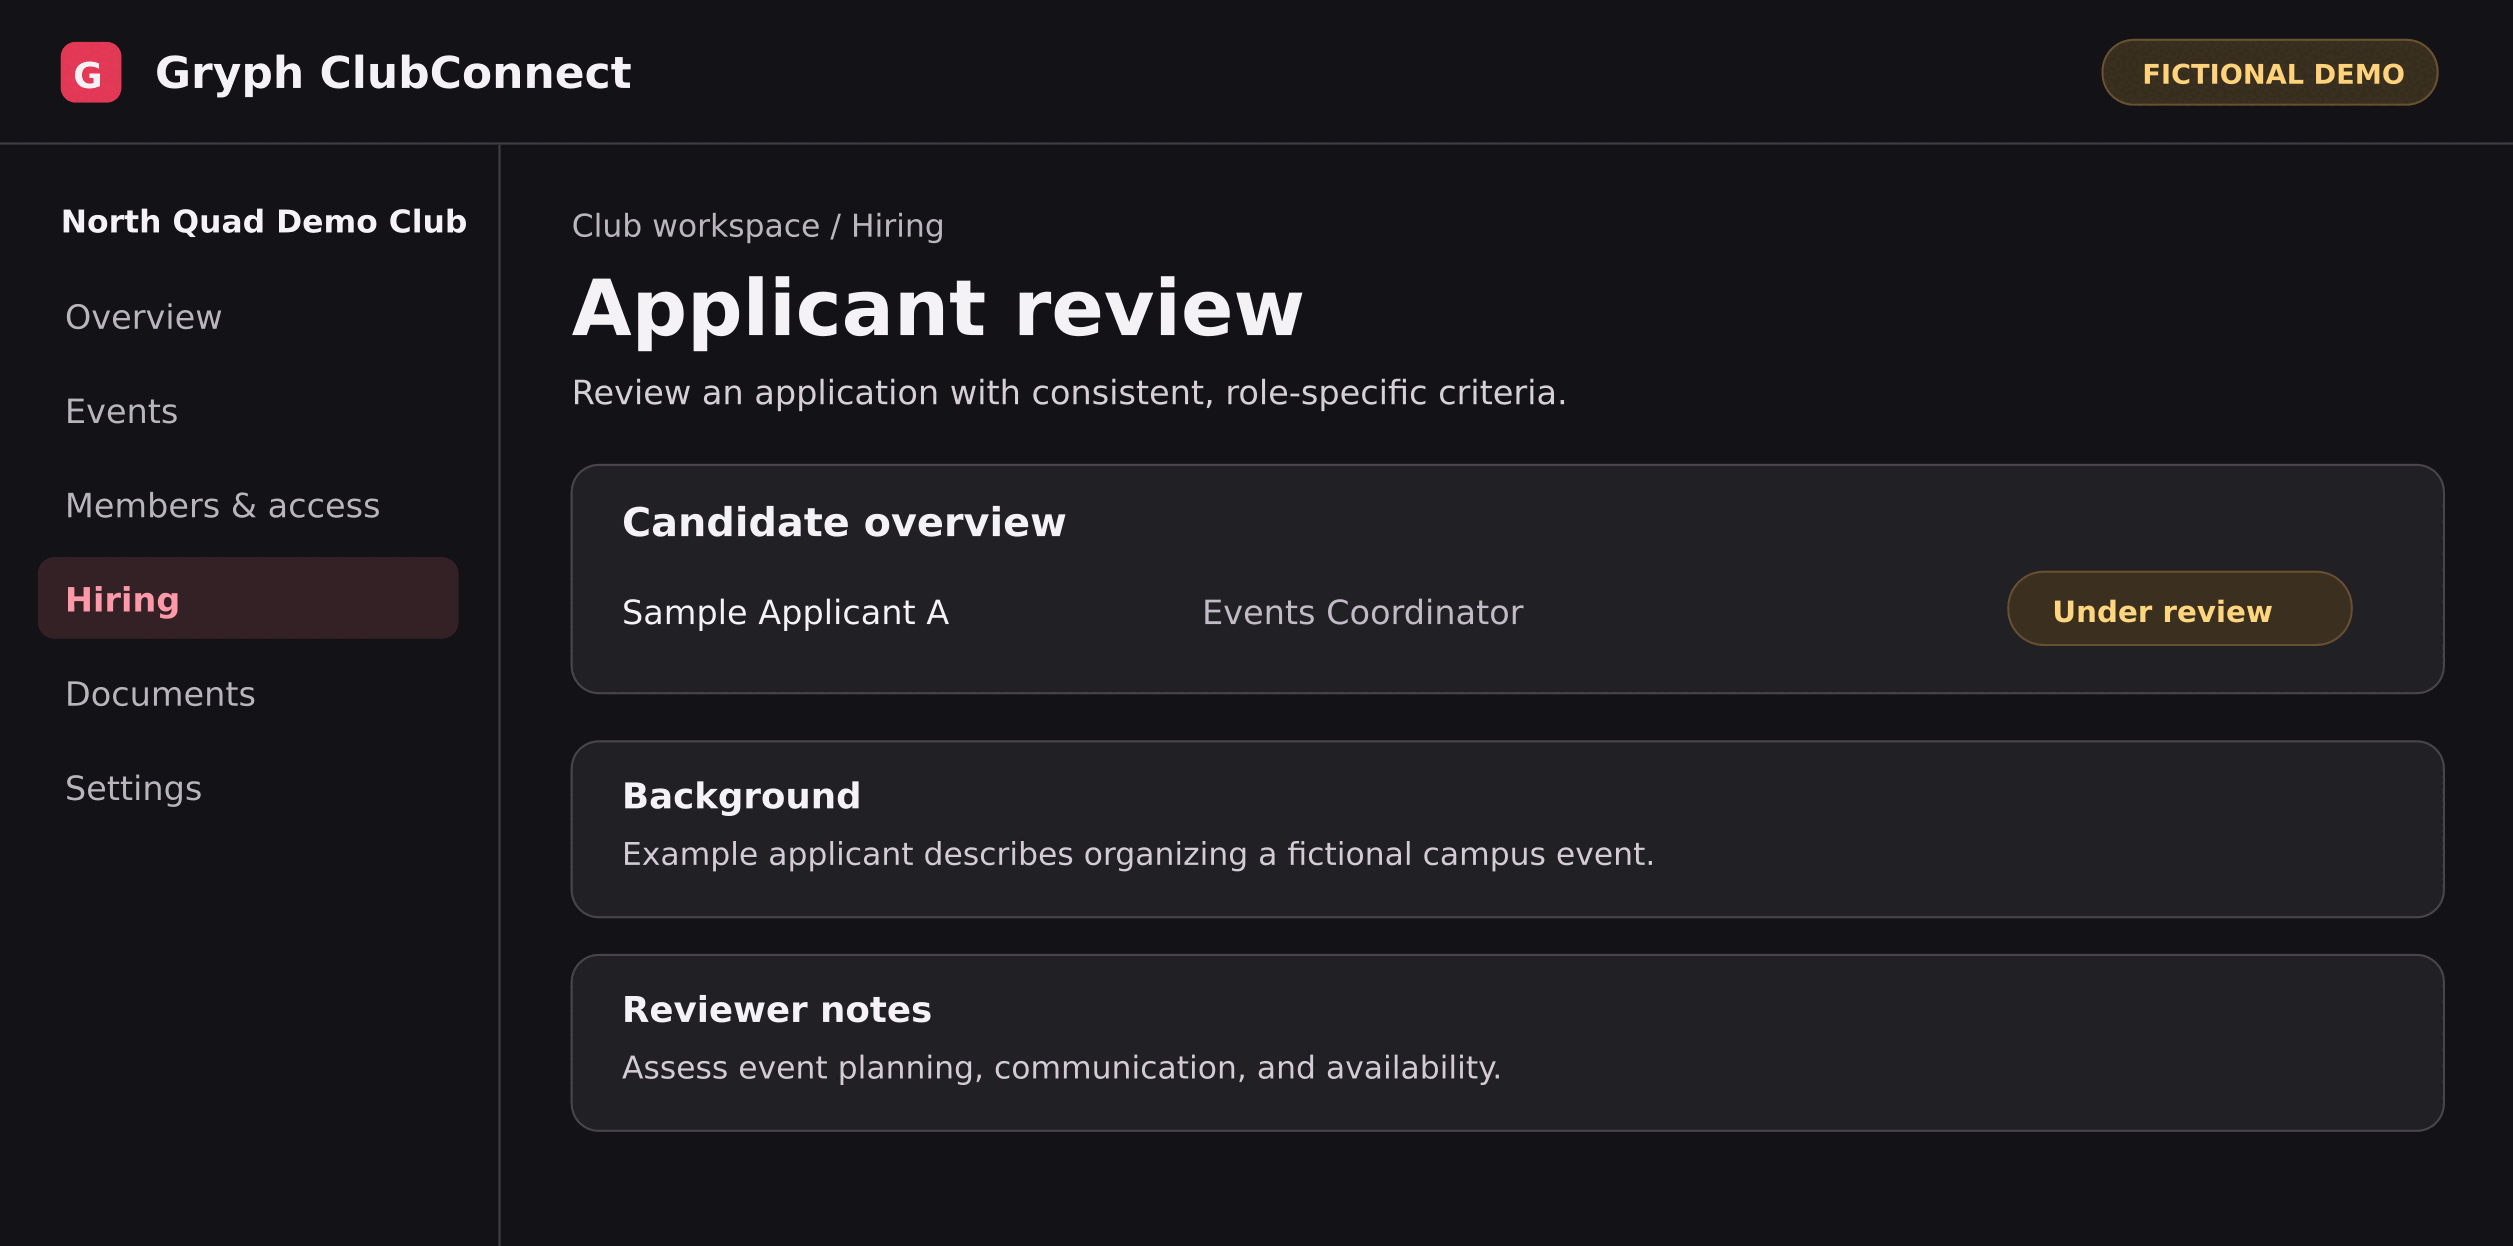 G
Gryph ClubConnect
FICTIONAL DEMO
North Quad Demo Club
Overview
Events
Members & access
Hiring
Documents
Settings
Club workspace / Hiring
Applicant review
Review an application with consistent, role-specific criteria.
Candidate overview
Sample Applicant A
Events Coordinator
Under review
Background
Example applicant describes organizing a fictional campus event.
Reviewer notes
Assess event planning, communication, and availability.